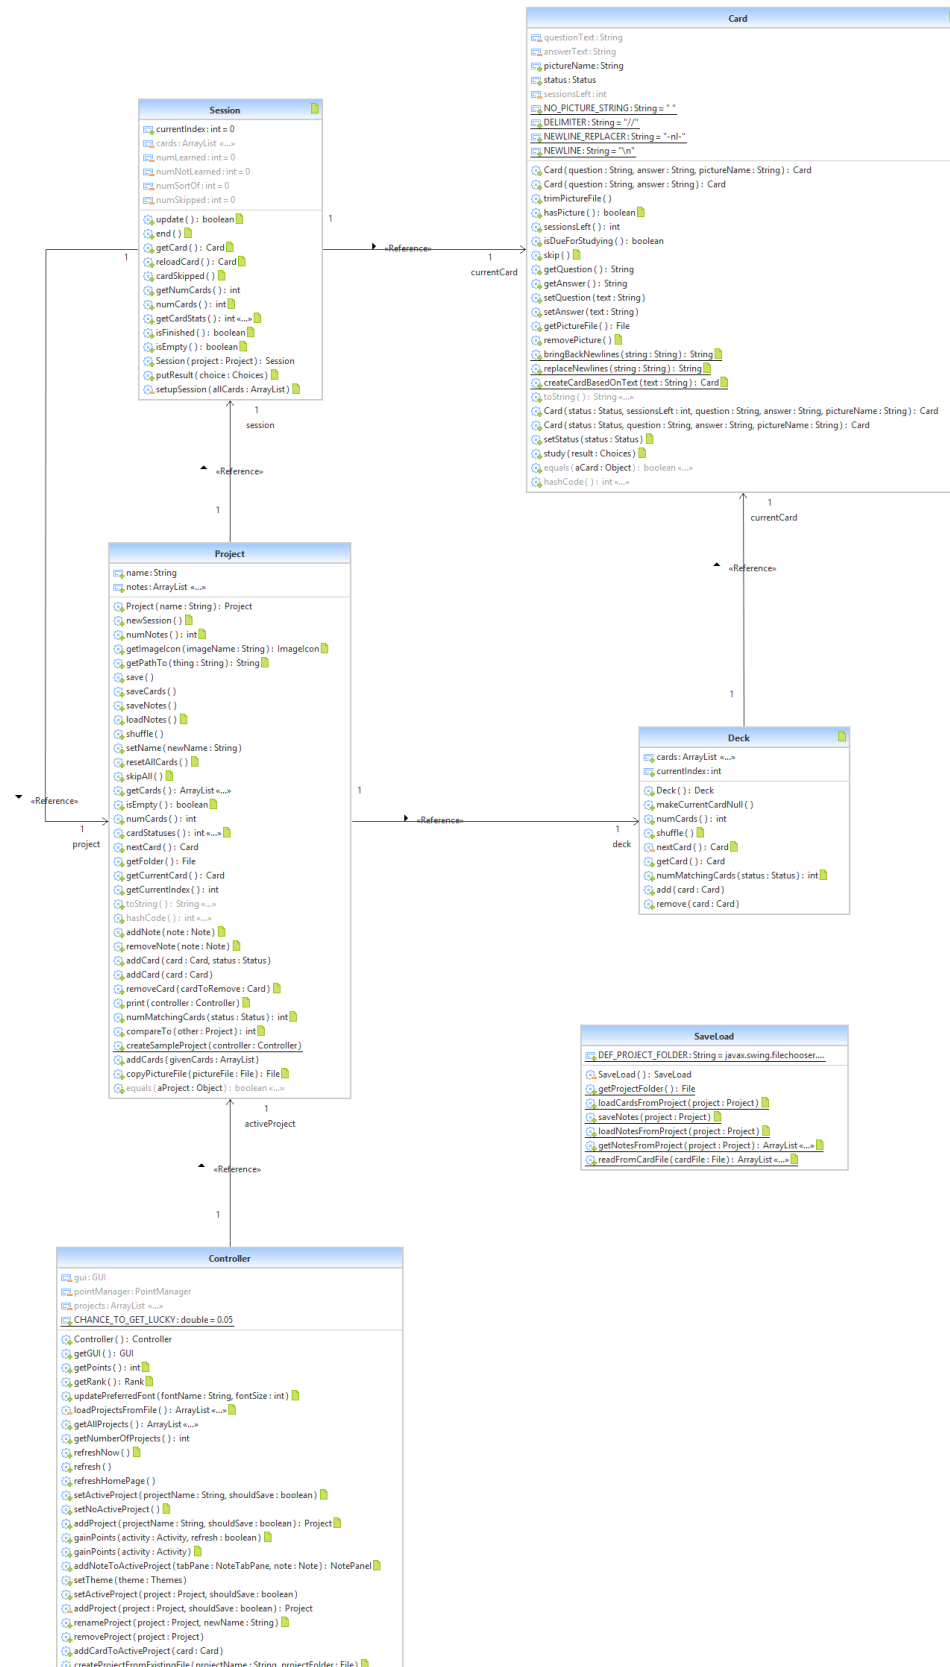 Card
questionText : String
answerText : String
pictureName : String
status : Status
sessionsLeft : int
NO_PICTURE_STRING : String = " "
DELIMITER : String = "//"
NEWLINE_REPLACER : String = "-nl-"
NEWLINE : String = "\n"
Card ( question : String, answer : String, pictureName : String ) : Card
Card ( question : String, answer : String ) : Card
trimPictureFile ( )
hasPicture ( ) : boolean
sessionsLeft ( ) : int
isDueForStudying ( ) : boolean
skip ( )
getQuestion ( ) : String
getAnswer ( ) : String
setQuestion ( text : String )
setAnswer ( text : String )
getPictureFile ( ) : File
removePicture ( )
bringBackNewlines ( string : String ) : String
replaceNewlines ( string : String ) : String
createCardBasedOnText ( text : String ) : Card
toString ( ) : String «...»
Card ( status : Status, sessionsLeft : int, question : String, answer : String, pictureName : String ) : Card
Card ( status : Status, question : String, answer : String, pictureName : String ) : Card
setStatus ( status : Status )
study ( result : Choices )
equals ( aCard : Object ) : boolean «...»
hashCode ( ) : int «...»
Session
currentIndex : int = 0
cards : ArrayList «...»
numLearned : int = 0
numNotLearned : int = 0
numSortOf : int = 0
numSkipped : int = 0
update ( ) : boolean
end ( )
getCard ( ) : Card
reloadCard ( ) : Card
cardSkipped ( )
getNumCards ( ) : int
numCards ( ) : int
getCardStats ( ) : int «...»
isFinished ( ) : boolean
isEmpty ( ) : boolean
Session ( project : Project ) : Session
putResult ( choice : Choices )
setupSession ( allCards : ArrayList )
1
«Reference»
1
currentCard
1
1
session
«Reference»
1
1
currentCard
«Reference»
1
Project
name : String
notes : ArrayList «...»
Project ( name : String ) : Project
newSession ( )
numNotes ( ) : int
getImageIcon ( imageName : String ) : ImageIcon
getPathTo ( thing : String ) : String
save ( )
saveCards ( )
saveNotes ( )
loadNotes ( )
shuffle ( )
setName ( newName : String )
resetAllCards ( )
skipAll ( )
getCards ( ) : ArrayList «...»
isEmpty ( ) : boolean
numCards ( ) : int
cardStatuses ( ) : int «...»
nextCard ( ) : Card
getFolder ( ) : File
getCurrentCard ( ) : Card
getCurrentIndex ( ) : int
toString ( ) : String «...»
hashCode ( ) : int «...»
addNote ( note : Note )
removeNote ( note : Note )
addCard ( card : Card, status : Status )
addCard ( card : Card )
removeCard ( cardToRemove : Card )
print ( controller : Controller )
numMatchingCards ( status : Status ) : int
compareTo ( other : Project ) : int
createSampleProject ( controller : Controller )
addCards ( givenCards : ArrayList )
copyPictureFile ( pictureFile : File ) : File
equals ( aProject : Object ) : boolean «...»
«Reference»
1
project
1
«Reference»
1
deck
Deck
cards : ArrayList «...»
currentIndex : int
Deck ( ) : Deck
makeCurrentCardNull ( )
numCards ( ) : int
shuffle ( )
nextCard ( ) : Card
getCard ( ) : Card
numMatchingCards ( status : Status ) : int
add ( card : Card )
remove ( card : Card )
SaveLoad
DEF_PROJECT_FOLDER : String = javax.swing.filechooser....
SaveLoad ( ) : SaveLoad
getProjectFolder ( ) : File
loadCardsFromProject ( project : Project )
saveNotes ( project : Project )
loadNotesFromProject ( project : Project )
getNotesFromProject ( project : Project ) : ArrayList «...»
readFromCardFile ( cardFile : File ) : ArrayList «...»
1
activeProject
«Reference»
1
Controller
gui : GUI
pointManager : PointManager
projects : ArrayList «...»
CHANCE_TO_GET_LUCKY : double = 0.05
Controller ( ) : Controller
getGUI ( ) : GUI
getPoints ( ) : int
getRank ( ) : Rank
updatePreferredFont ( fontName : String, fontSize : int )
loadProjectsFromFile ( ) : ArrayList «...»
getAllProjects ( ) : ArrayList «...»
getNumberOfProjects ( ) : int
refreshNow ( )
refresh ( )
refreshHomePage ( )
setActiveProject ( projectName : String, shouldSave : boolean )
setNoActiveProject ( )
addProject ( projectName : String, shouldSave : boolean ) : Project
gainPoints ( activity : Activity, refresh : boolean )
gainPoints ( activity : Activity )
addNoteToActiveProject ( tabPane : NoteTabPane, note : Note ) : NotePanel
setTheme ( theme : Themes )
setActiveProject ( project : Project, shouldSave : boolean )
addProject ( project : Project, shouldSave : boolean ) : Project
renameProject ( project : Project, newName : String )
removeProject ( project : Project )
addCardToActiveProject ( card : Card )
createProjectFromExistingFile ( projectName : String, projectFolder : File )